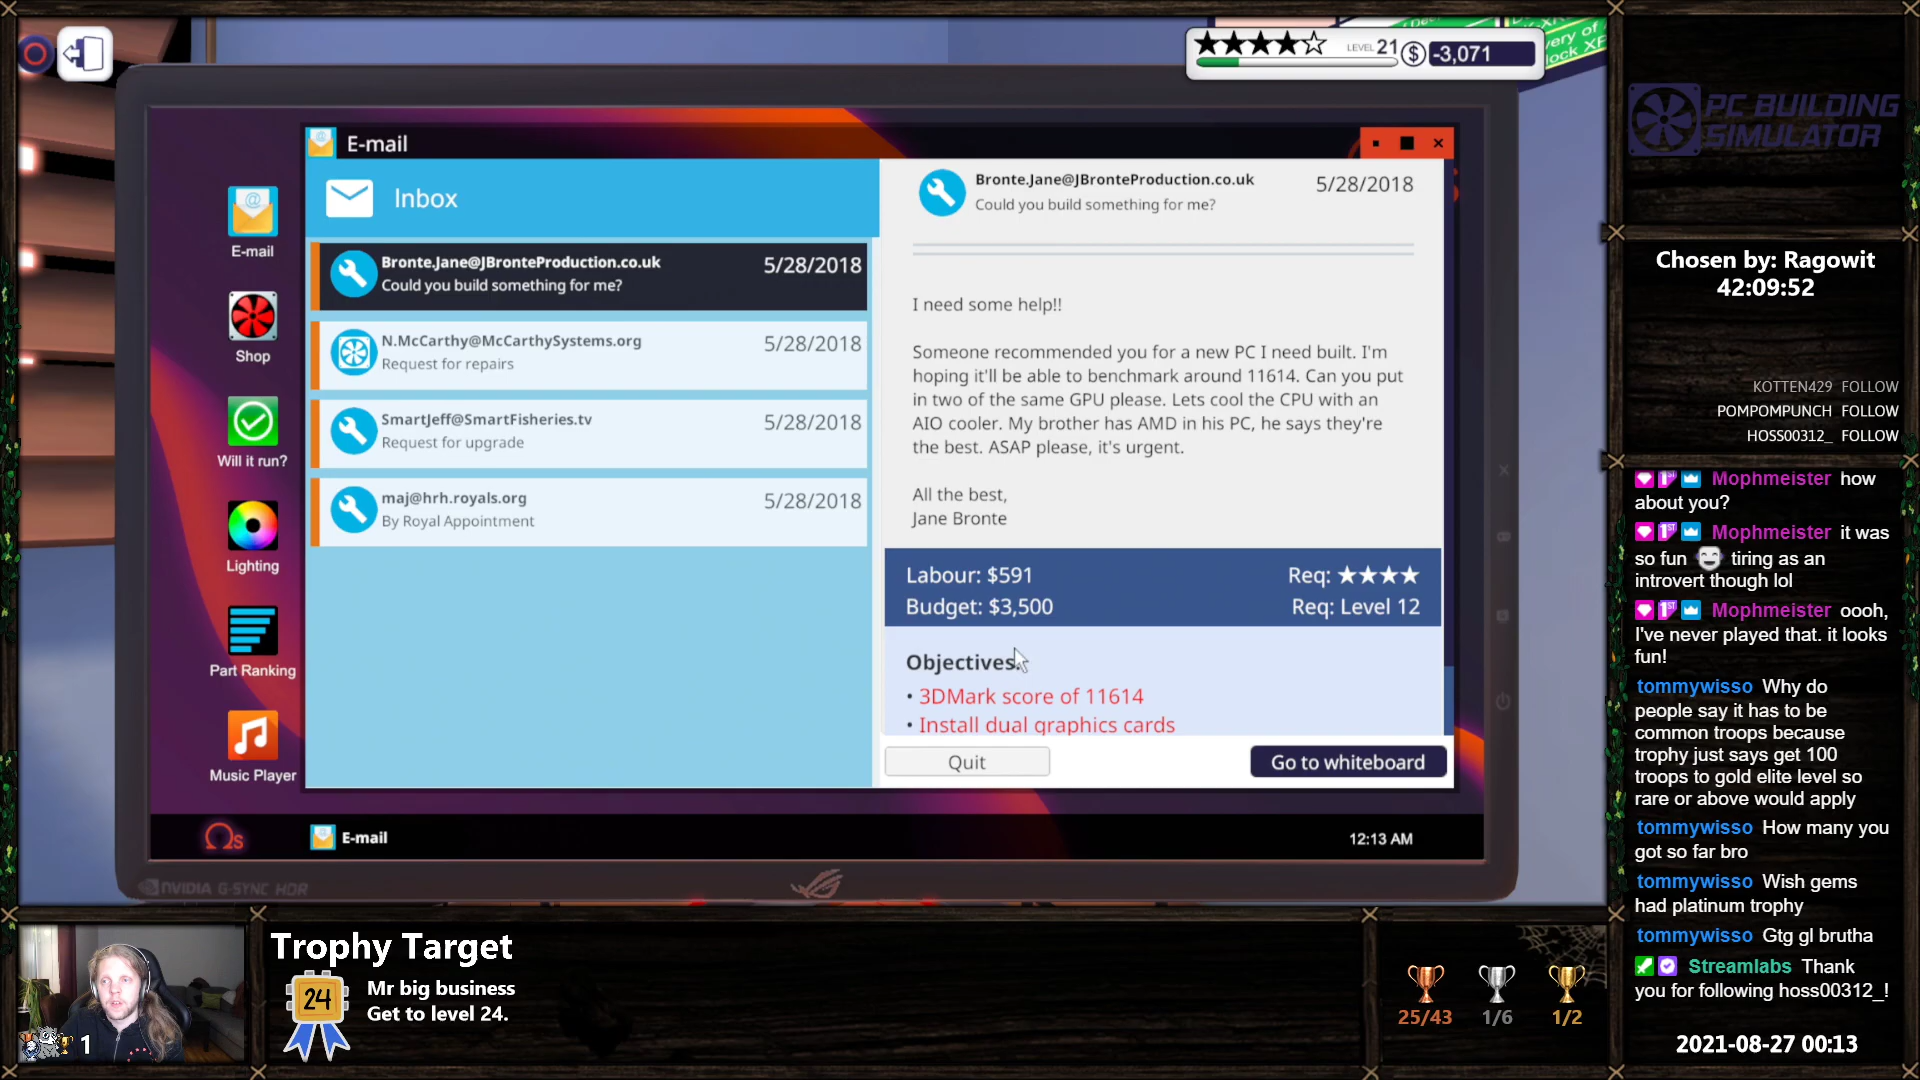 LEVEL 21
-3,071
PC BUILDING
SIMULATOR
E-mail
Inbox
Bronte.Jane@JBronteProduction.co.uk
5/28/2018
Could you build something for me?
N.McCarthy@McCarthySystems.org
5/28/2018
Request for repairs
SmartJeff@SmartFisheries.tv
5/28/2018
Request for upgrade
maj@hrh.royals.org
5/28/2018
By Royal Appointment
E-mail
Shop
Will it run?
Lighting
Part Ranking
Music Player
Bronte.Jane@JBronteProduction.co.uk
5/28/2018
Could you build something for me?
I need some help!!
Someone recommended you for a new PC I need built. I'm
hoping it'll be able to benchmark around 11614. Can you put
in two of the same GPU please. Lets cool the CPU with an
AIO cooler. My brother has AMD in his PC, he says they're
the best. ASAP please, it's urgent.
All the best,
Jane Bronte
Labour: $591
Req: ★★★★
Budget: $3,500
Req: Level 12
Objectives:
• 3DMark score of 11614
• Install dual graphics cards
Quit
Go to whiteboard
Ωs
E-mail
12:13 AM
NVIDIA G-SYNC HDR
Chosen by: Ragowit
42:09:52
KOTTEN429 FOLLOW
POMPOMPUNCH FOLLOW
HOSS00312_ FOLLOW
Mophmeister how
about you?
Mophmeister it was
so fun tiring as an
introvert though lol
Mophmeister oooh,
I've never played that. it looks
fun!
tommywisso Why do
people say it has to be
common troops because
trophy just says get 100
troops to gold elite level so
rare or above would apply
tommywisso How many you
got so far bro
tommywisso Wish gems
had platinum trophy
tommywisso Gtg gl brutha
Streamlabs Thank
you for following hoss00312_!
2021-08-27 00:13
1
Trophy Target
24
Mr big business
Get to level 24.
25/43
1/6
1/2